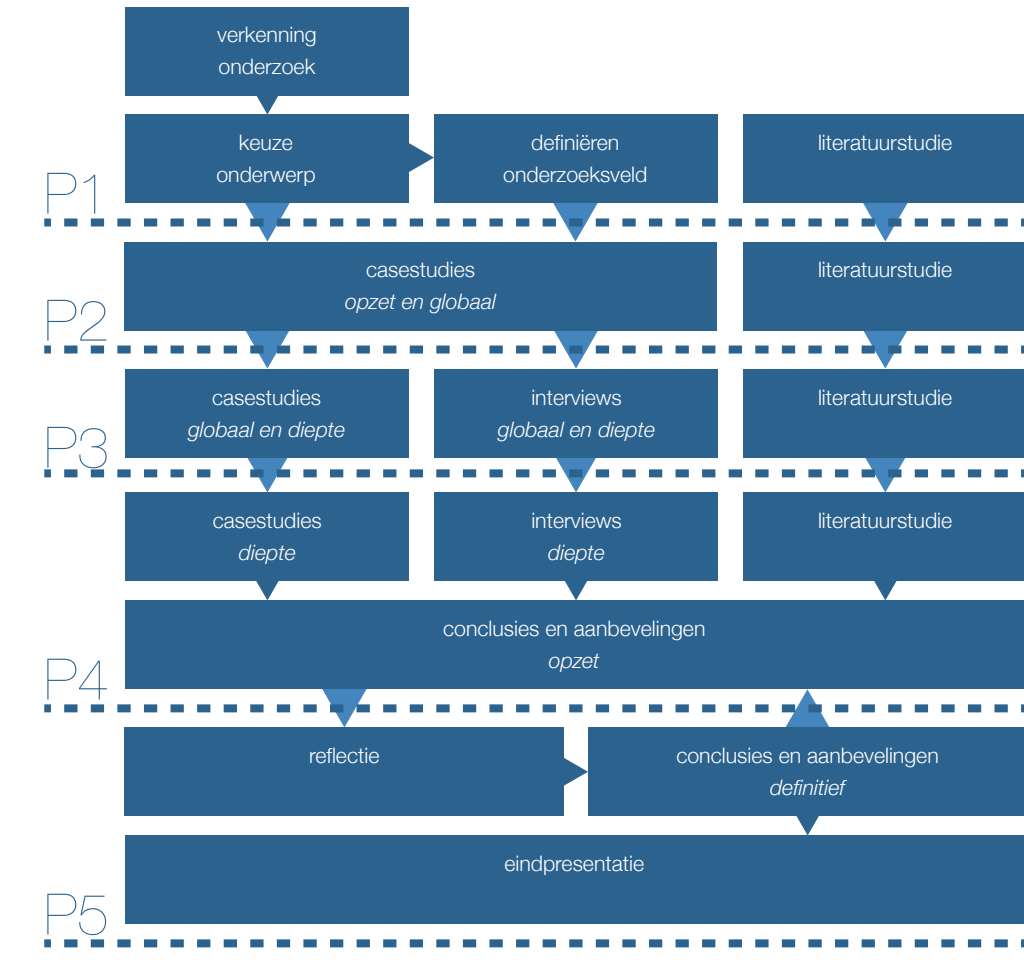 verkenning
onderzoek
keuze
onderwerp
definiëren
onderzoeksveld
literatuurstudie
P1
casestudies
opzet en globaal
literatuurstudie
P2
casestudies
globaal en diepte
interviews
globaal en diepte
literatuurstudie
P3
casestudies
diepte
interviews
diepte
literatuurstudie
conclusies en aanbevelingen
opzet
P4
reflectie
conclusies en aanbevelingen
definitief
eindpresentatie
P5